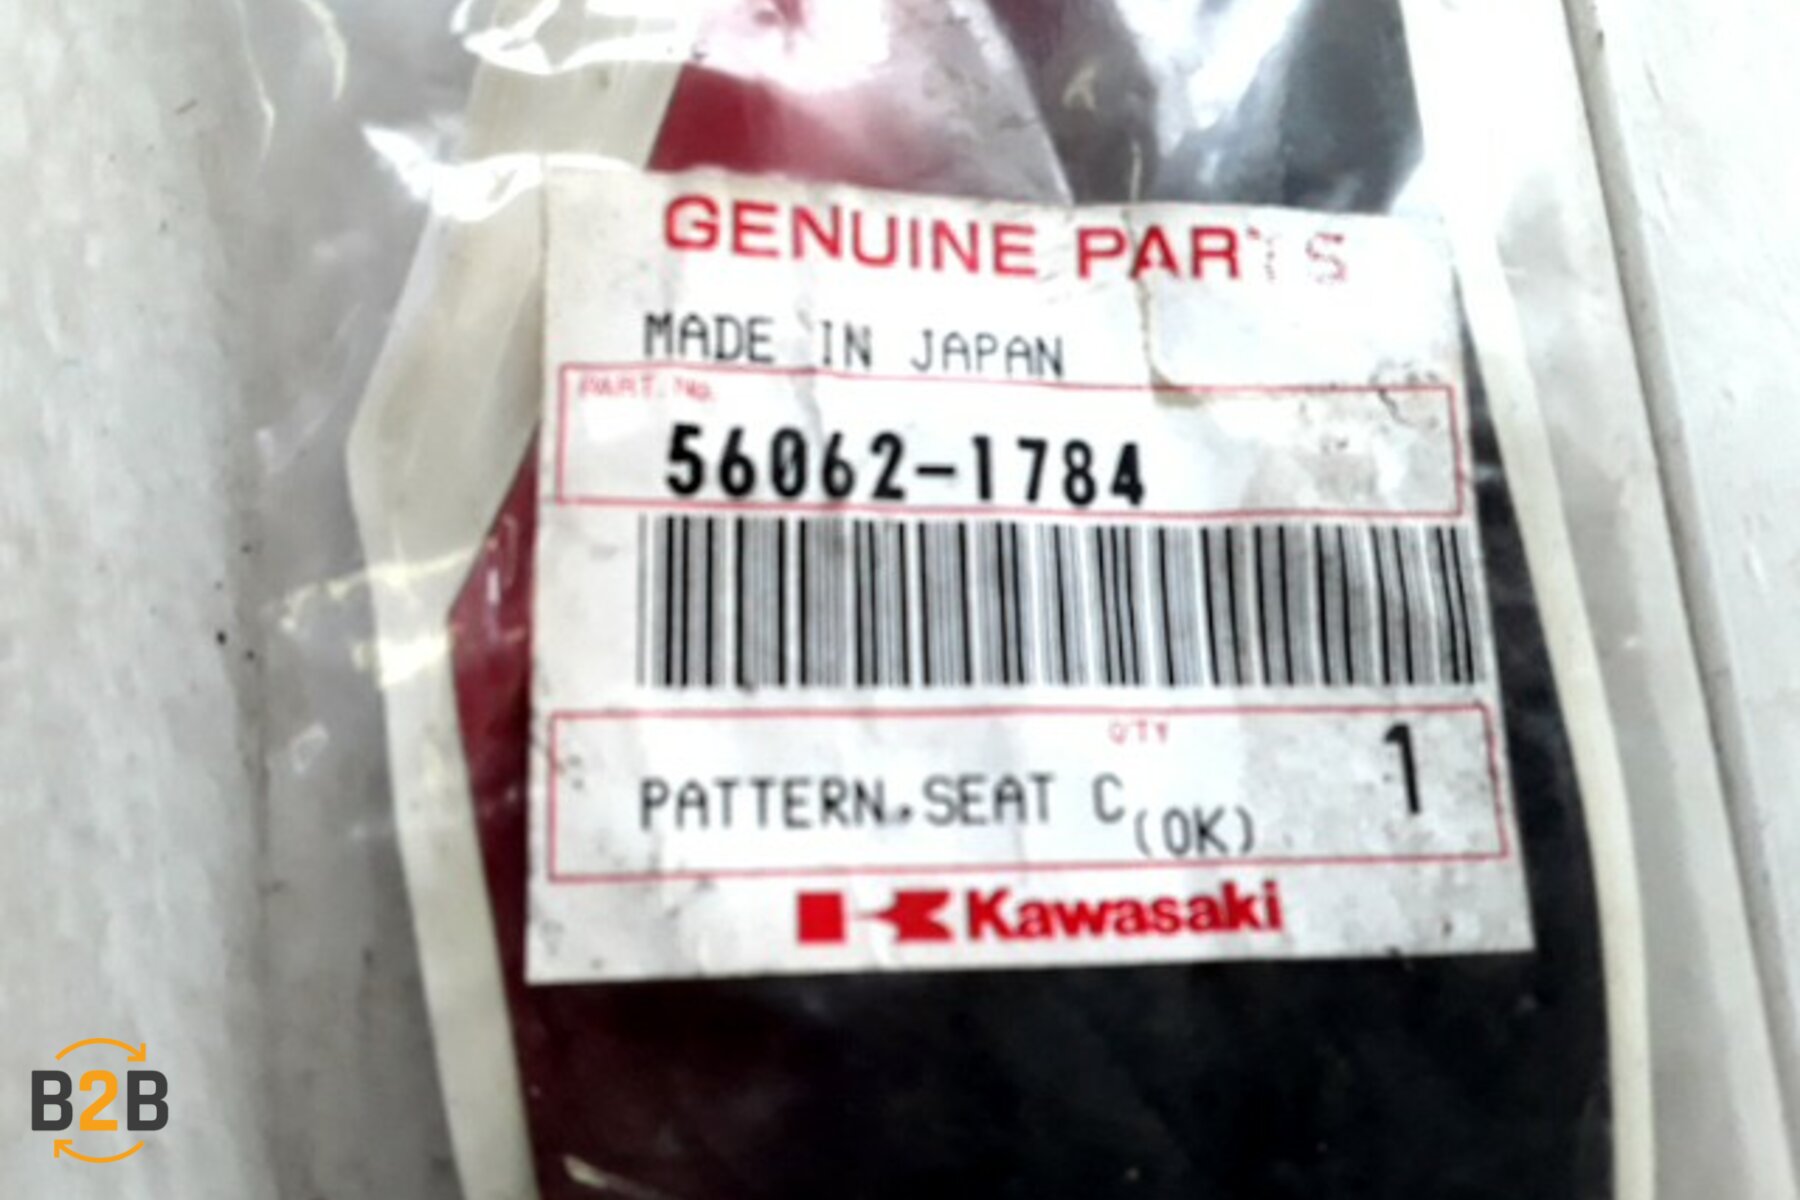 GENUINE PARTS
MADE IN JAPAN
PART. No.
56062-1784
QTY
1
PATTERN,SEAT C(OK)
Kawasaki
B2B